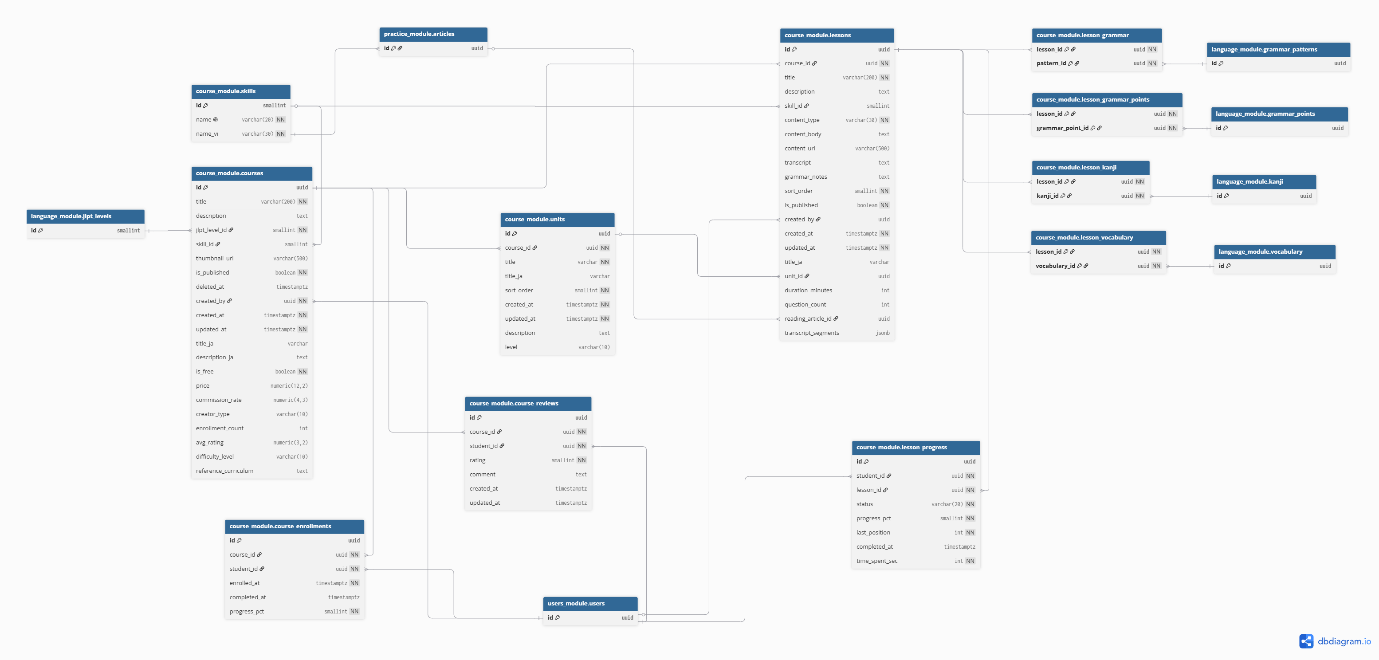 practice_module.articles
id uuid
course_module.skills
id smallint
name varchar(20) NN
name_vi varchar(30) NN
course_module.courses
id uuid
title varchar(200) NN
description text
jlpt_level_id smallint NN
skill_id smallint
thumbnail_url varchar(500)
is_published boolean NN
deleted_at timestamptz
created_by uuid NN
created_at timestamptz NN
updated_at timestamptz NN
title_ja varchar
description_ja text
is_free boolean NN
price numeric(12,2)
commission_rate numeric(4,3)
creator_type varchar(10)
enrollment_count int
avg_rating numeric(3,2)
difficulty_level varchar(10)
reference_curriculum text
language_module.jlpt_levels
id smallint
course_module.units
id uuid
course_id uuid NN
title varchar NN
title_ja varchar
sort_order smallint NN
created_at timestamptz NN
updated_at timestamptz NN
description text
level varchar(10)
course_module.course_reviews
id uuid
course_id uuid NN
student_id uuid NN
rating smallint NN
comment text
created_at timestamptz
updated_at timestamptz
course_module.course_enrollments
id uuid
course_id uuid NN
student_id uuid NN
enrolled_at timestamptz NN
completed_at timestamptz
progress_pct smallint NN
users_module.users
id uuid
course_module.lessons
id uuid
course_id uuid NN
title varchar(200) NN
description text
skill_id smallint
content_type varchar(30) NN
content_body text
content_url varchar(500)
transcript text
grammar_notes text
sort_order smallint NN
is_published boolean NN
created_by uuid
created_at timestamptz NN
updated_at timestamptz NN
title_ja varchar
unit_id uuid
duration_minutes int
question_count int
reading_article_id uuid
transcript_segments jsonb
course_module.lesson_progress
id uuid
student_id uuid NN
lesson_id uuid NN
status varchar(20) NN
progress_pct smallint NN
last_position int NN
completed_at timestamptz
time_spent_sec int NN
course_module.lesson_grammar
lesson_id uuid NN
pattern_id uuid NN
language_module.grammar_patterns
id uuid
course_module.lesson_grammar_points
lesson_id uuid NN
grammar_point_id uuid NN
language_module.grammar_points
id uuid
course_module.lesson_kanji
lesson_id uuid NN
kanji_id uuid NN
language_module.kanji
id uuid
course_module.lesson_vocabulary
lesson_id uuid NN
vocabulary_id uuid NN
language_module.vocabulary
id uuid
dbdiagram.io